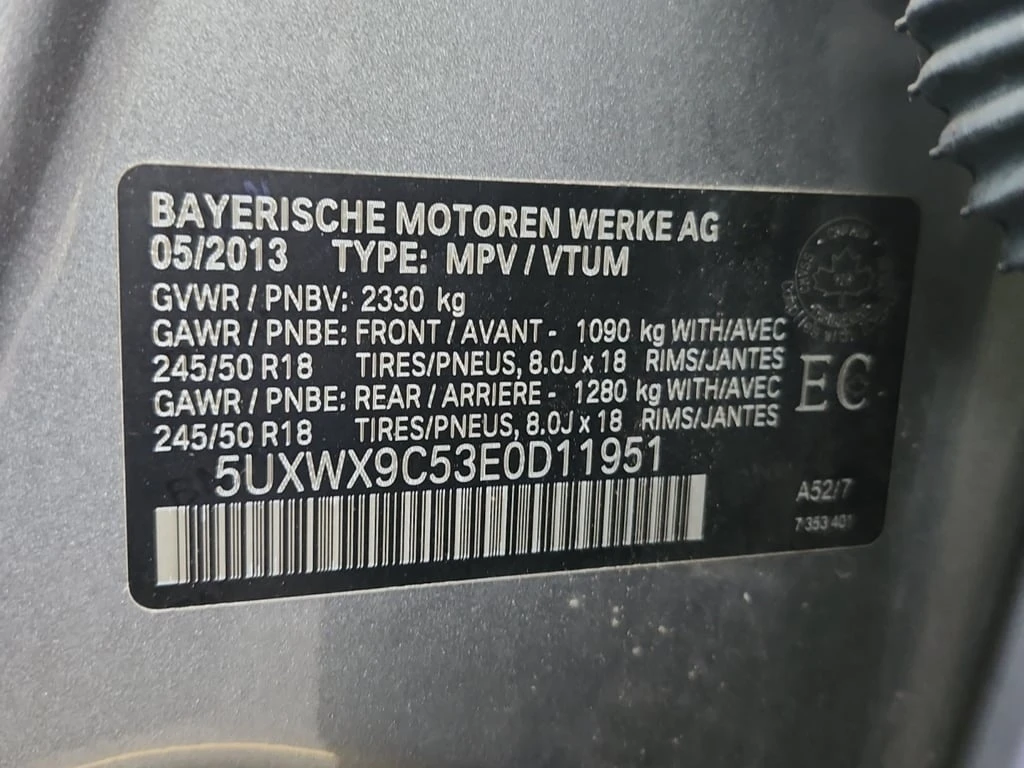 BAYERISCHE MOTOREN WERKE AG
05/2013 TYPE: MPV / VTUM
GVWR / PNBV: 2330 kg
GAWR / PNBE: FRONT / AVANT - 1090 kg WITH/AVEC
245/50 R18 TIRES/PNEUS, 8.0J x 18 RIMS/JANTES
GAWR / PNBE: REAR / ARRIERE - 1280 kg WITH/AVEC
245/50 R18 TIRES/PNEUS, 8.0J x 18 RIMS/JANTES
EC
5UXWX9C53E0D11951
A52/7
7 353 401